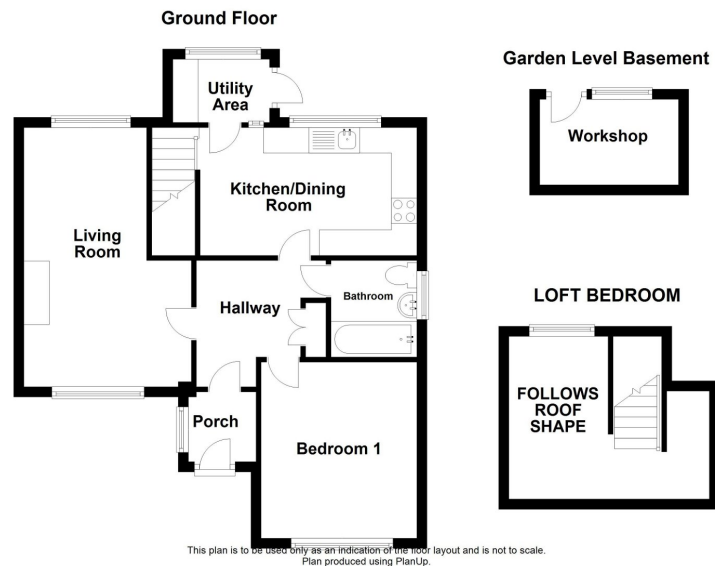 Ground Floor
Utility
Area
Kitchen/Dining
Room
Living
Room
Hallway
Bathroom
Porch
Bedroom 1
Garden Level Basement
Workshop
LOFT BEDROOM
FOLLOWS
ROOF
SHAPE
This plan is to be used only as an indication of the floor layout and is not to scale.
Plan produced using PlanUp.